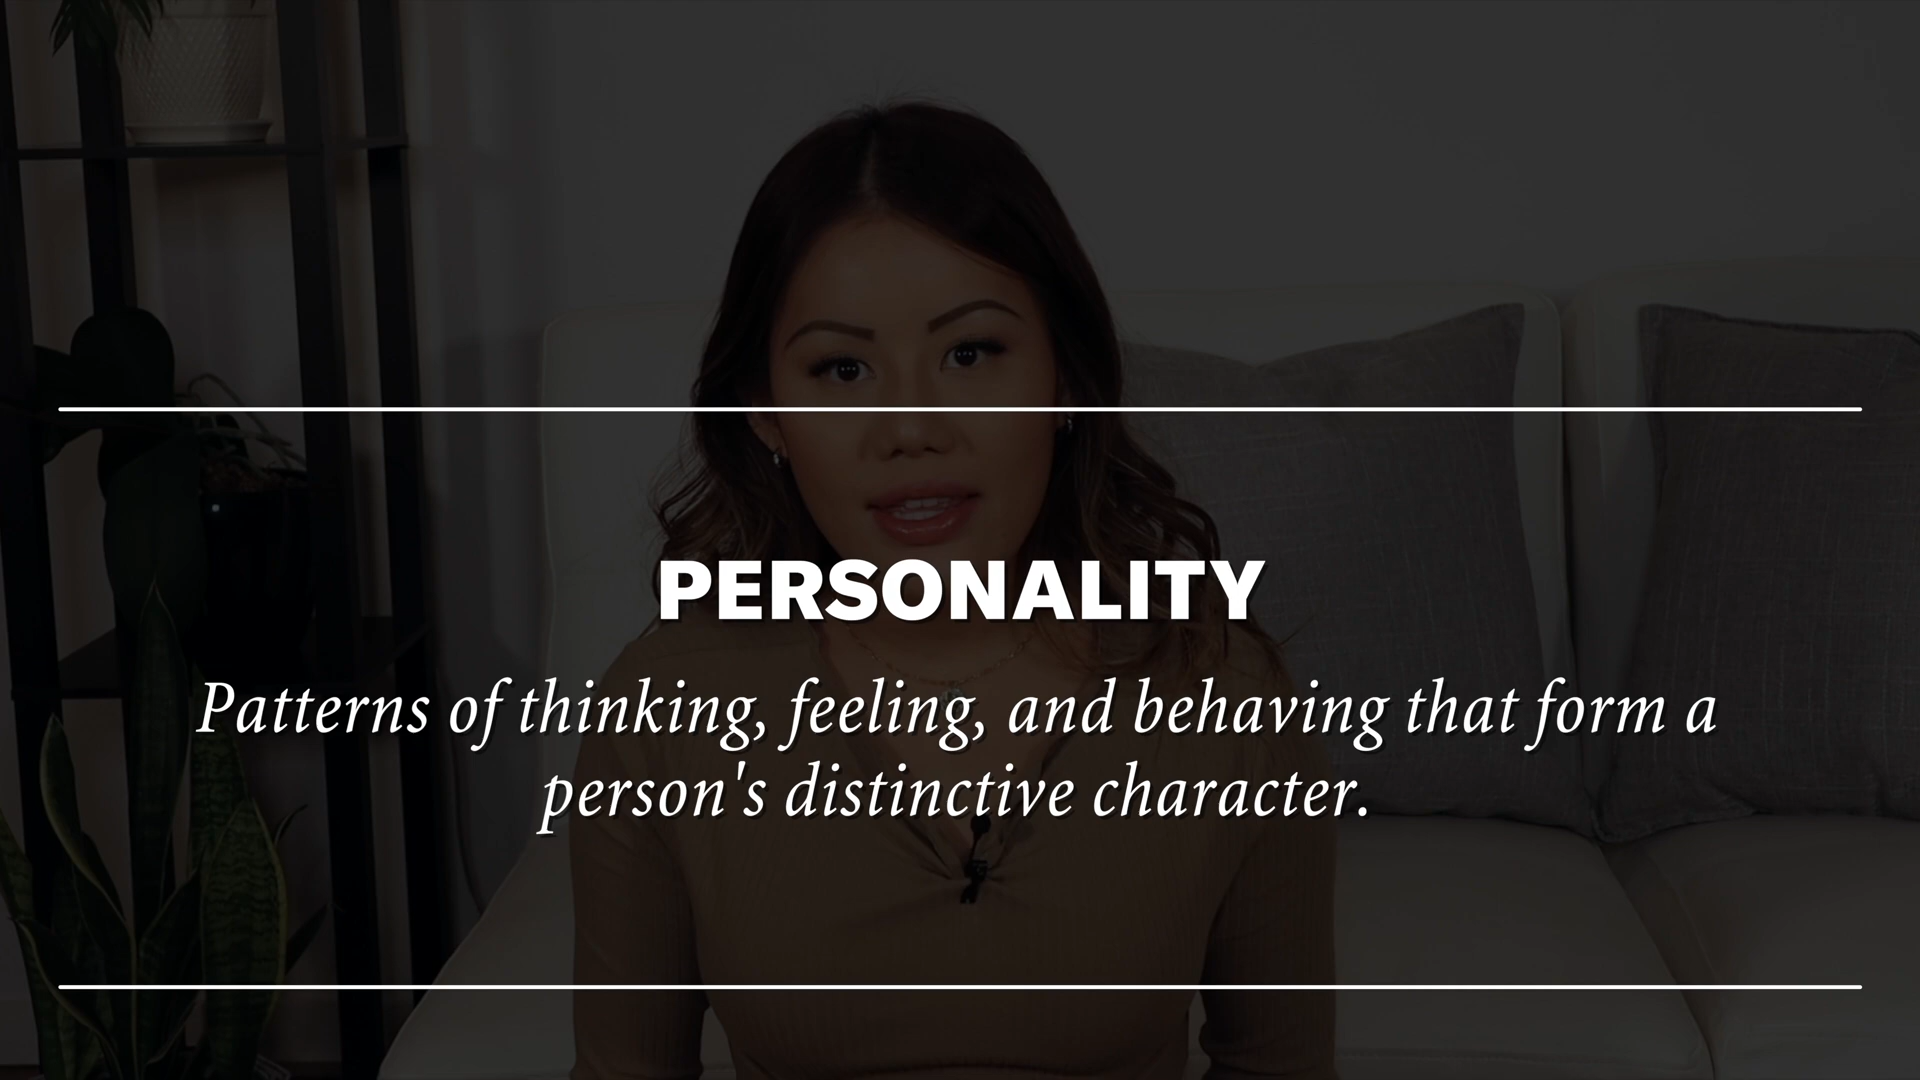 PERSONALITY
Patterns of thinking, feeling, and behaving that form a
person's distinctive character.